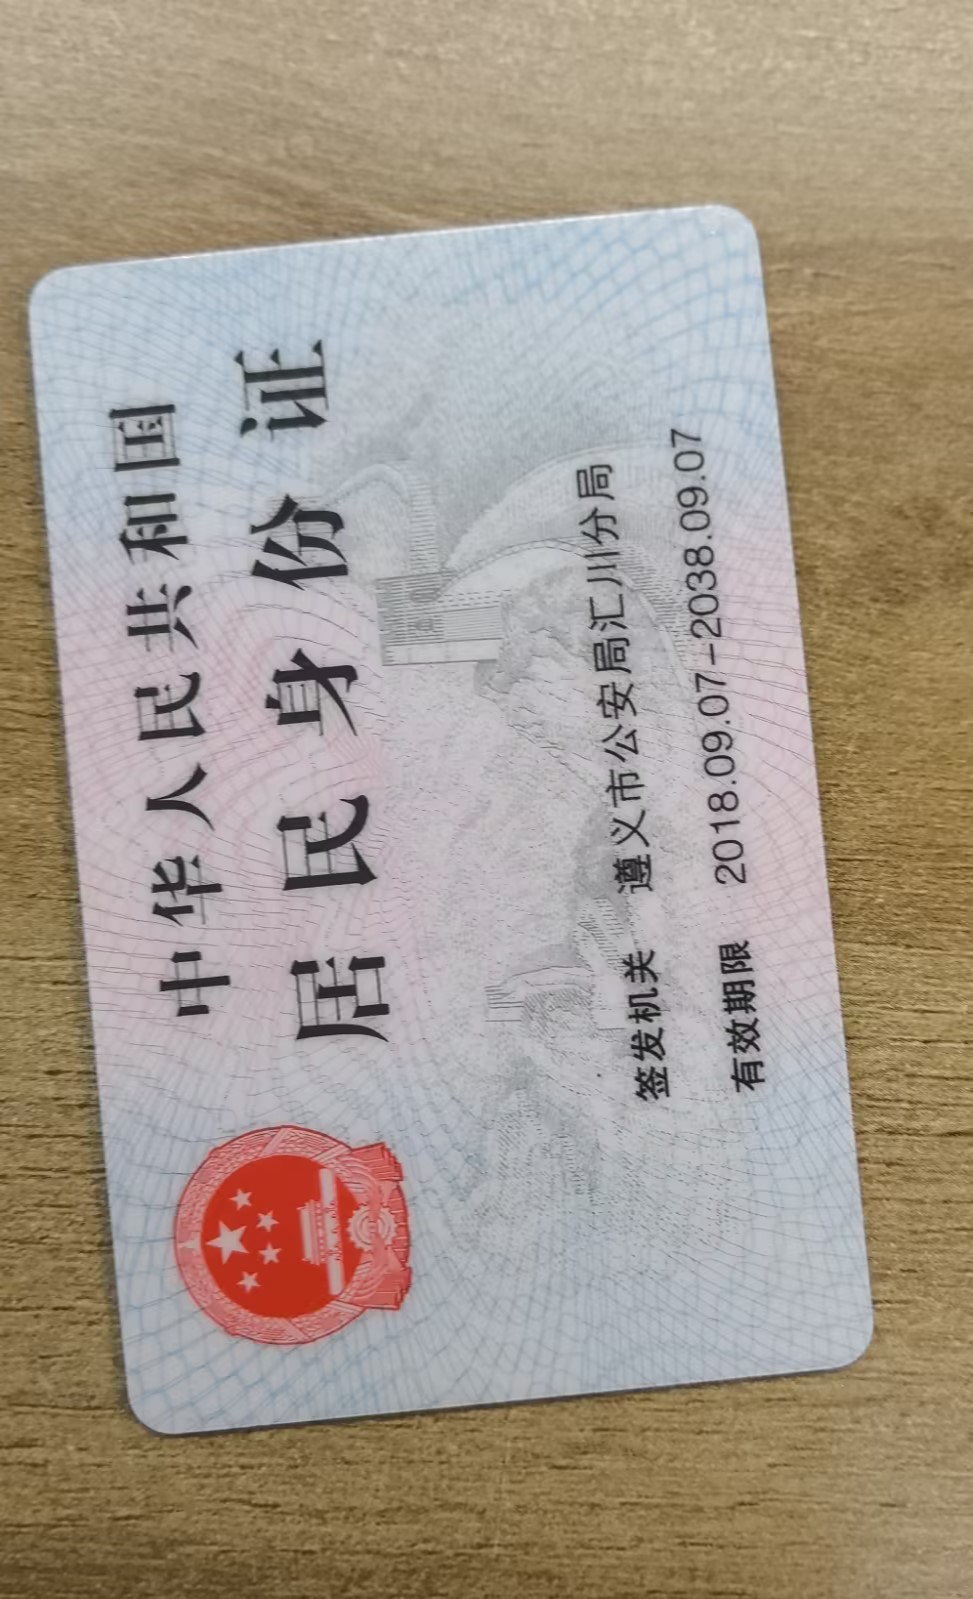 中华人民共和国
居民身份证
签发机关 遵义市公安局汇川分局
有效期限 2018.09.07-2038.09.07